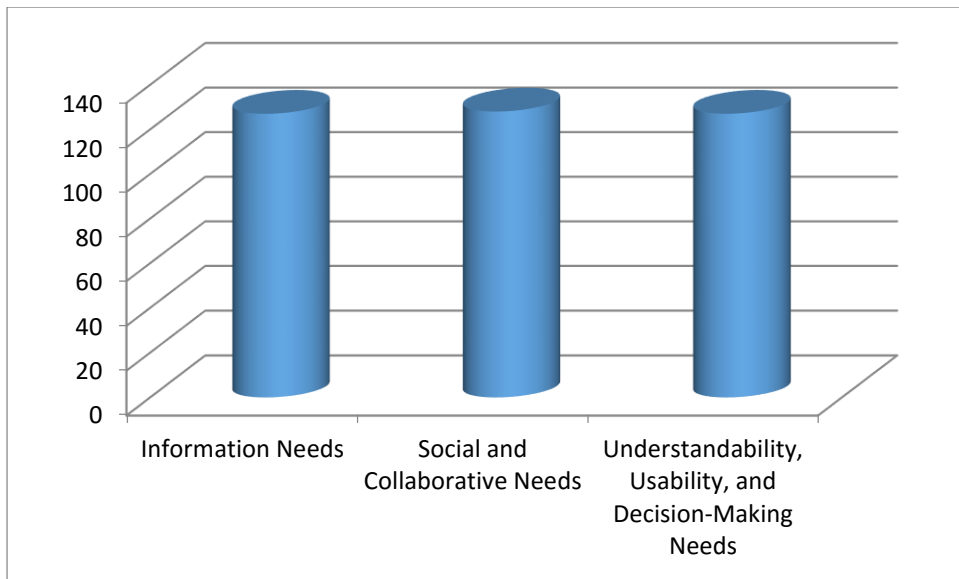 140
120
100
80
60
40
20
0
Information Needs
Social and
Collaborative Needs
Understandability,
Usability, and
Decision-Making
Needs